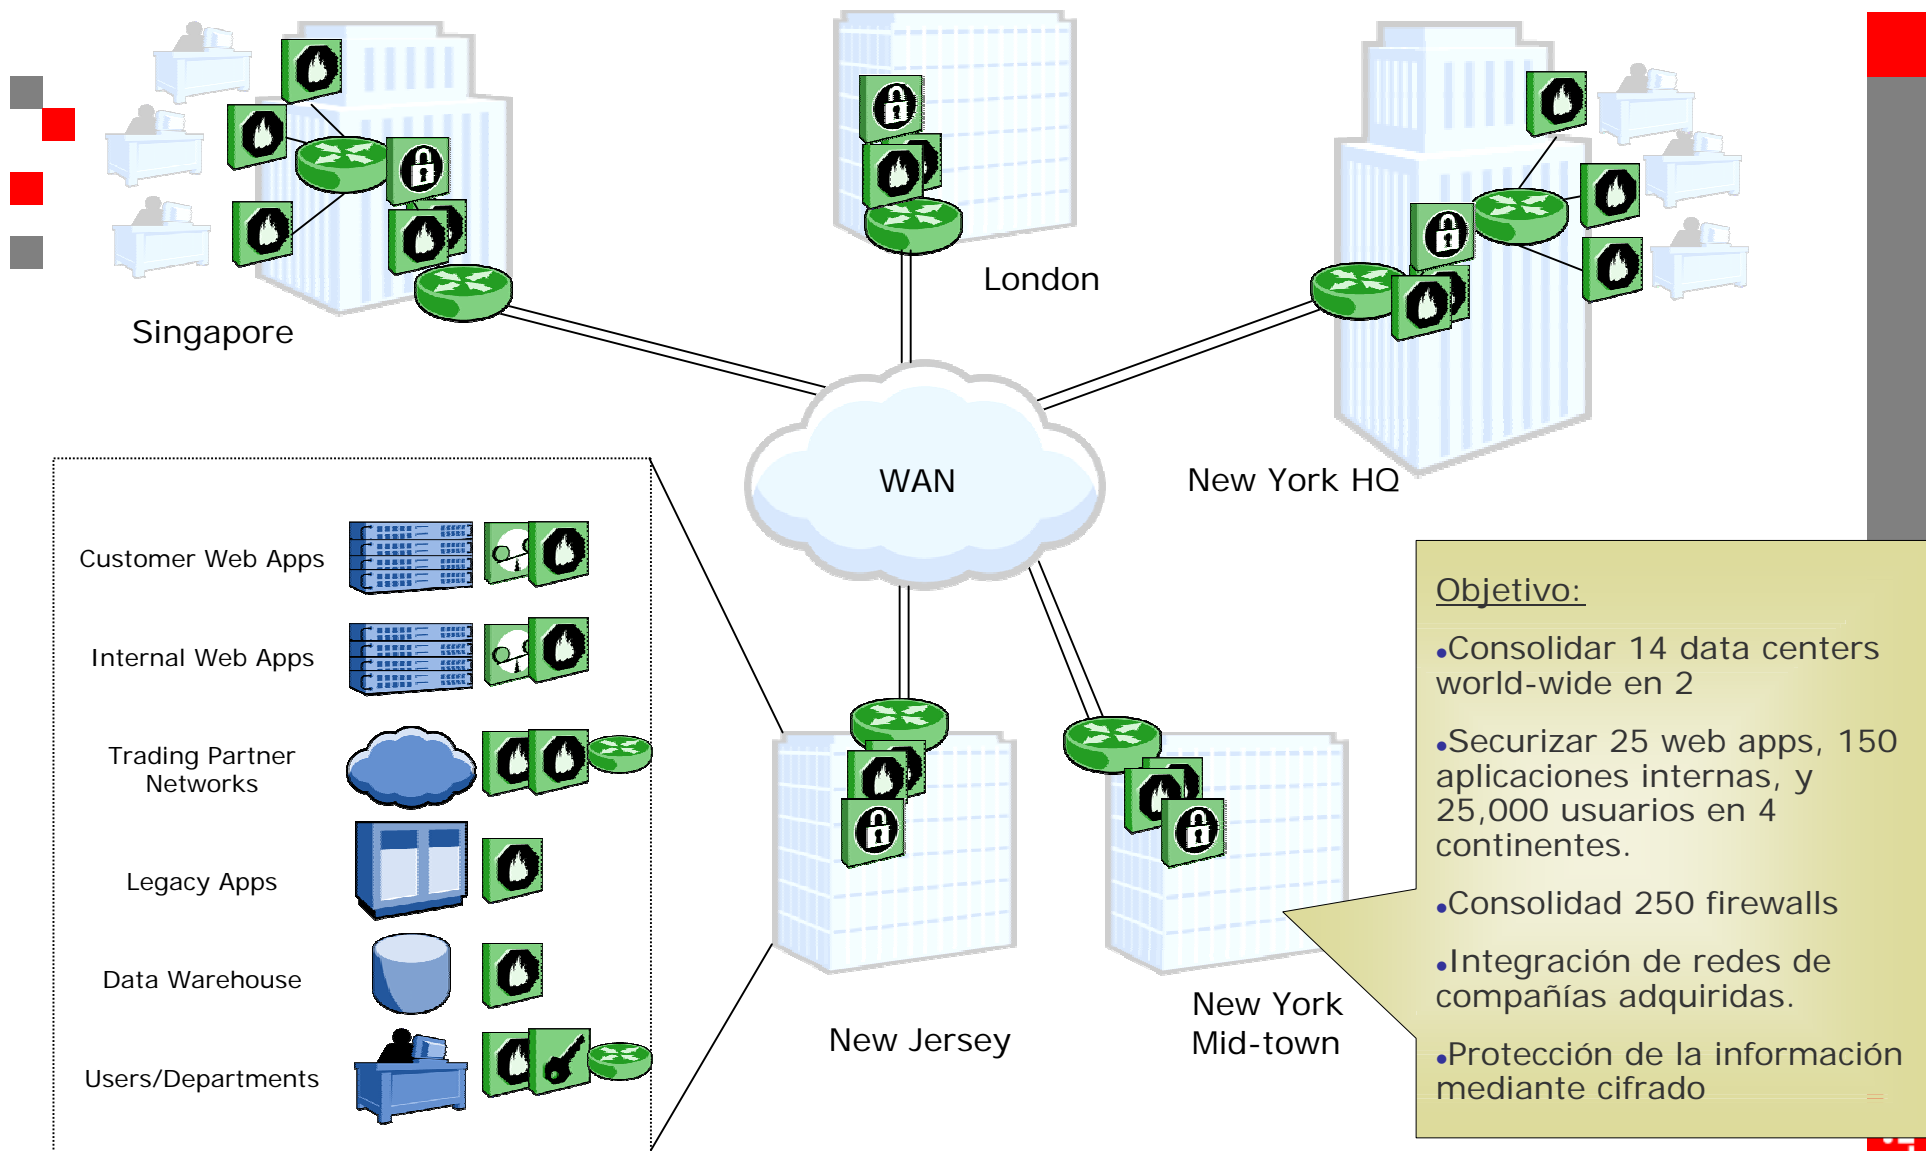 London
Singapore
WAN
New York HQ
Customer Web Apps
Internal Web Apps
Trading Partner
Networks
Legacy Apps
Data Warehouse
Users/Departments
New Jersey
New York
Mid-town
Objetivo:
•Consolidar 14 data centers
world-wide en 2
•Securizar 25 web apps, 150
aplicaciones internas, y
25,000 usuarios en 4
continentes.
•Consolidad 250 firewalls
•Integración de redes de
compañías adquiridas.
•Protección de la información
mediante cifrado